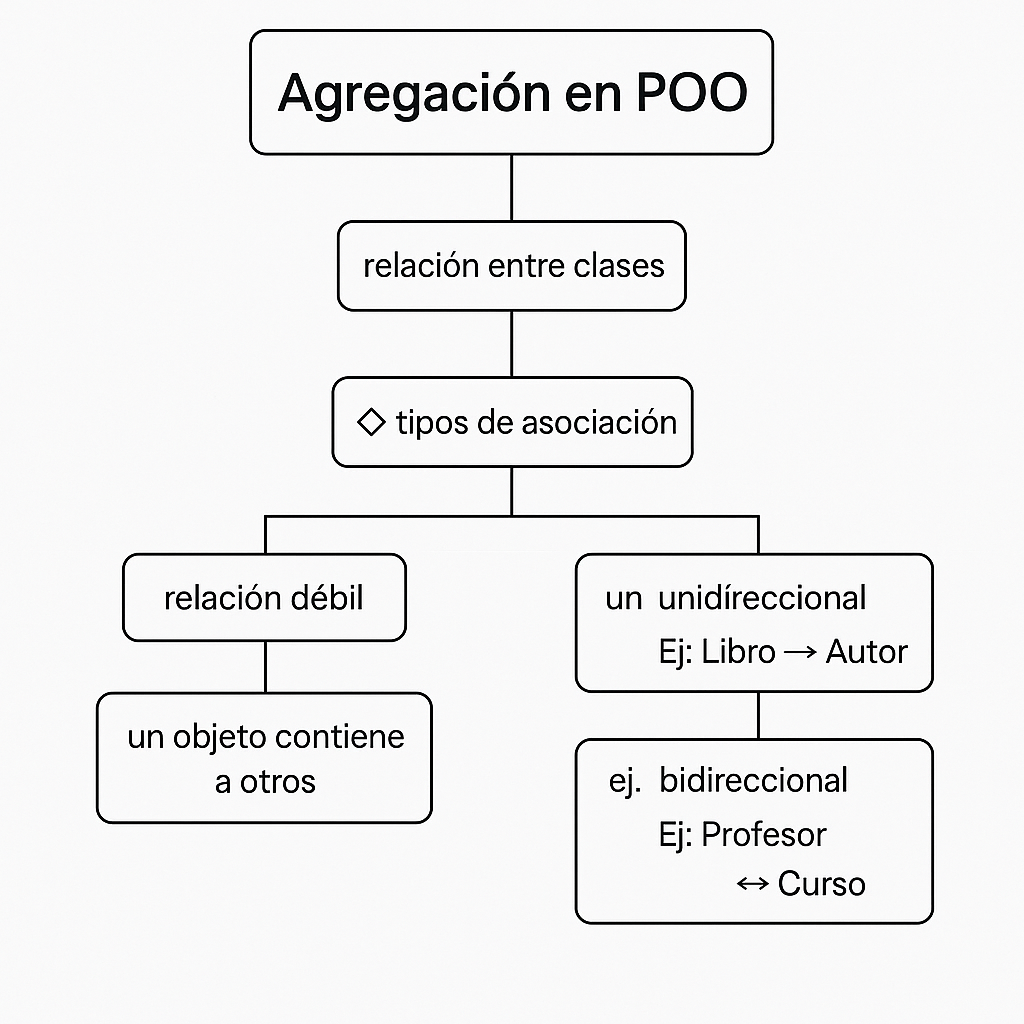 Agregación en POO
relación entre clases
◇ tipos de asociación
relación débil
un objeto contiene
a otros
un unidíreccional
Ej: Libro → Autor
ej. bidireccional
Ej: Profesor
↔ Curso